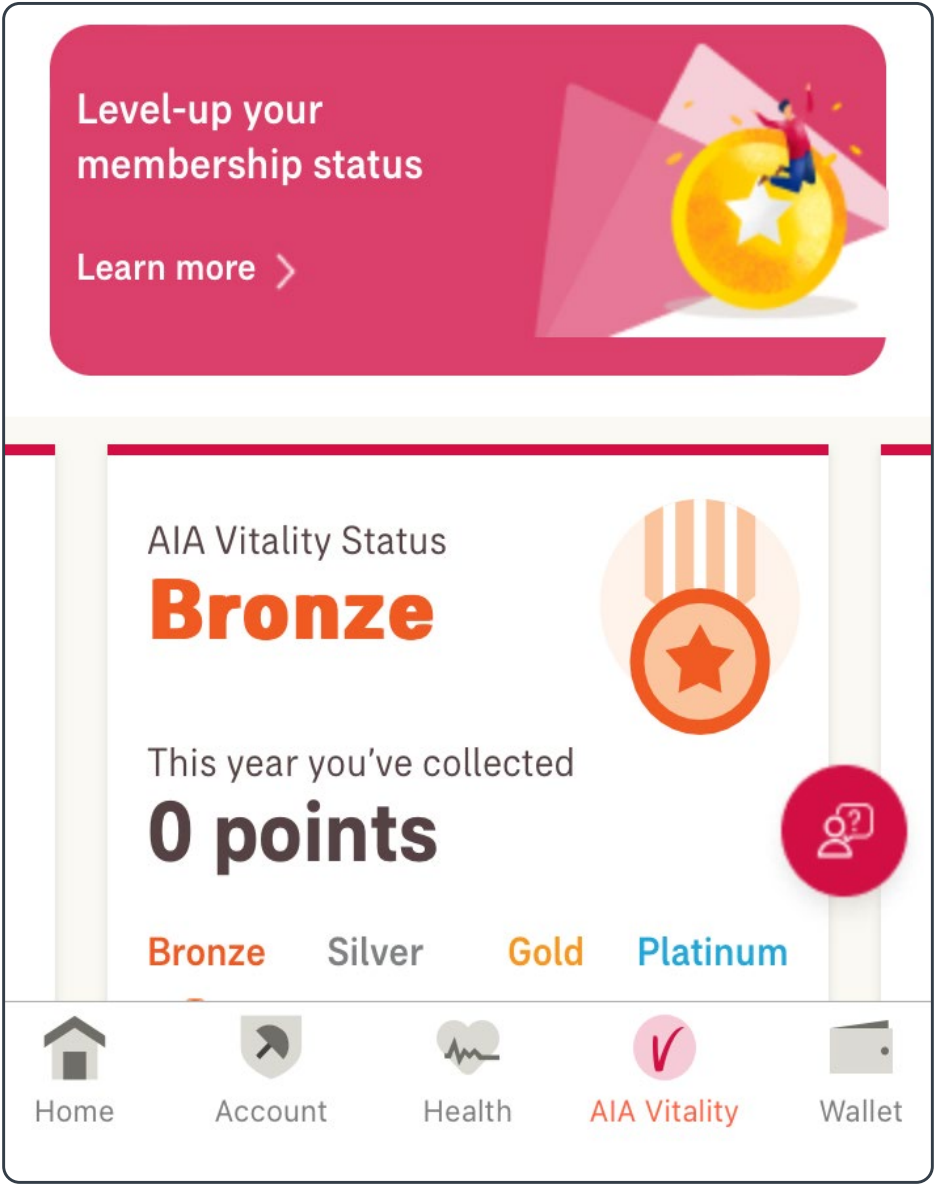 Level-up your
membership status
Learn more
AIA Vitality Status
Bronze
This year you've collected
0 points
Bronze Silver Gold Platinum
Home Account Health AIA Vitality Wallet